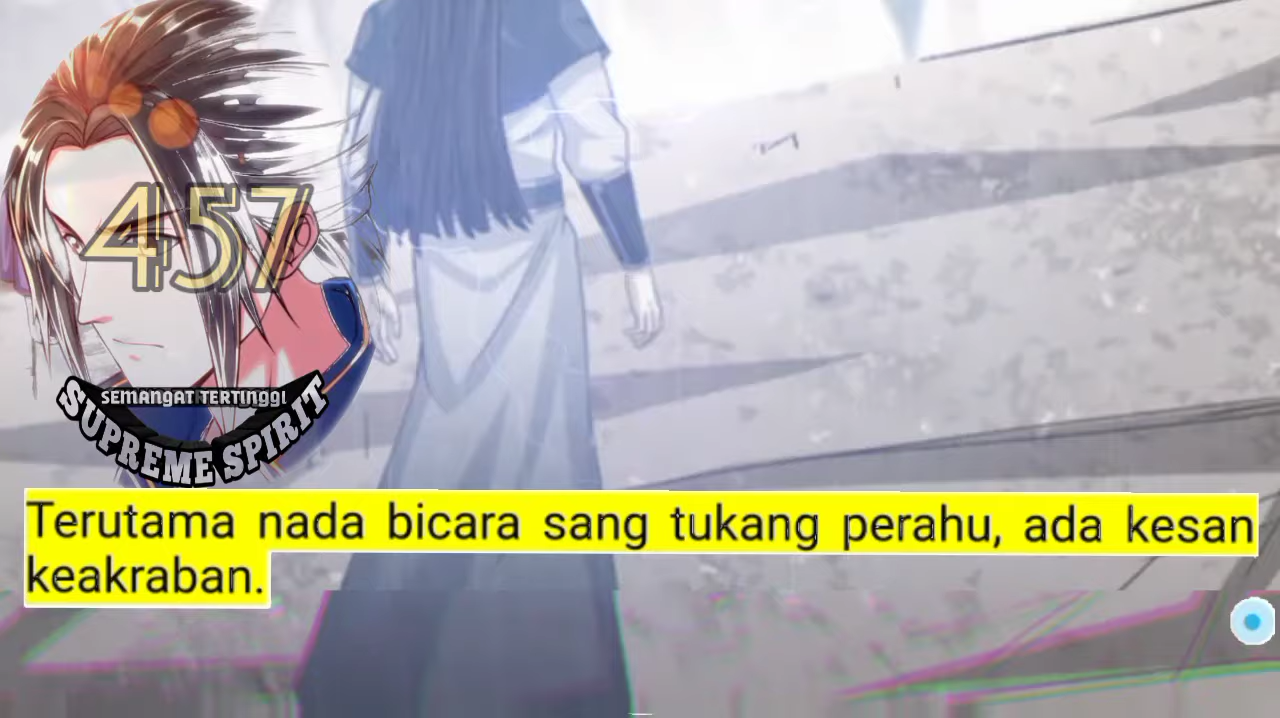 457
SEMANGAT TERTINGGI
SUPREME SPIRIT
Terutama nada bicara sang tukang perahu, ada kesan
keakraban.